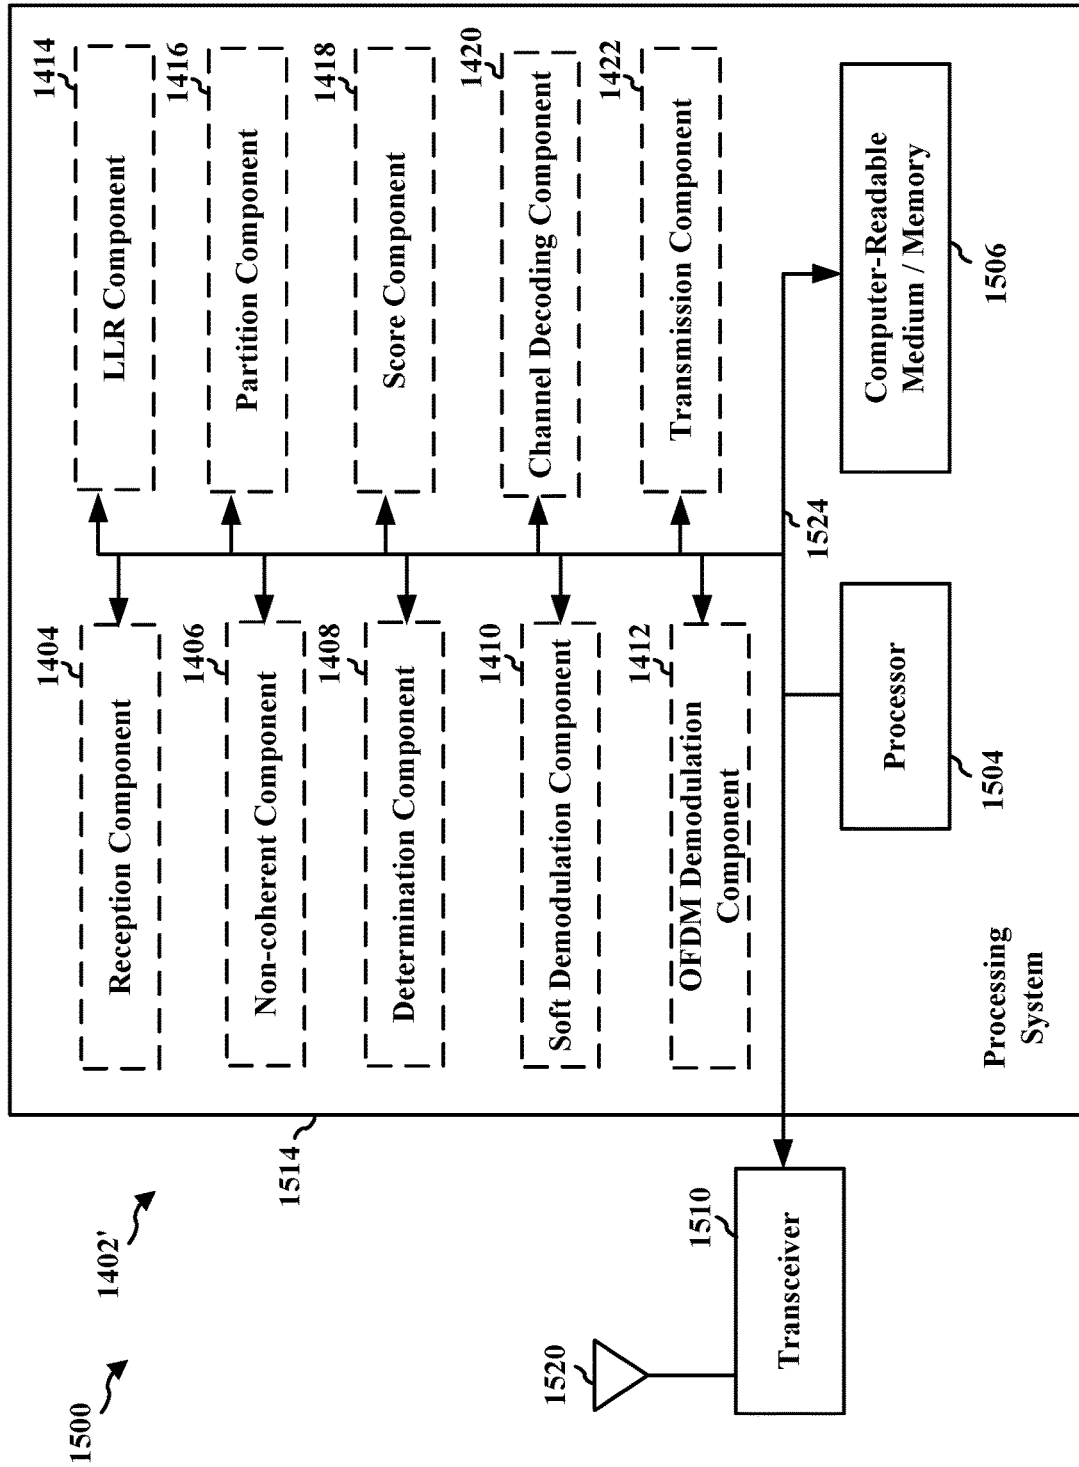 1500
1402'
1514
1404
Reception Component
1406
Non-coherent Component
1408
Determination Component
1410
Soft Demodulation Component
1412
OFDM Demodulation
Component
1414
LLR Component
1416
Partition Component
1418
Score Component
1420
Channel Decoding Component
1422
Transmission Component
1520
1510
Transceiver
Processing
System
Processor
1504
1524
Computer-Readable
Medium / Memory
1506